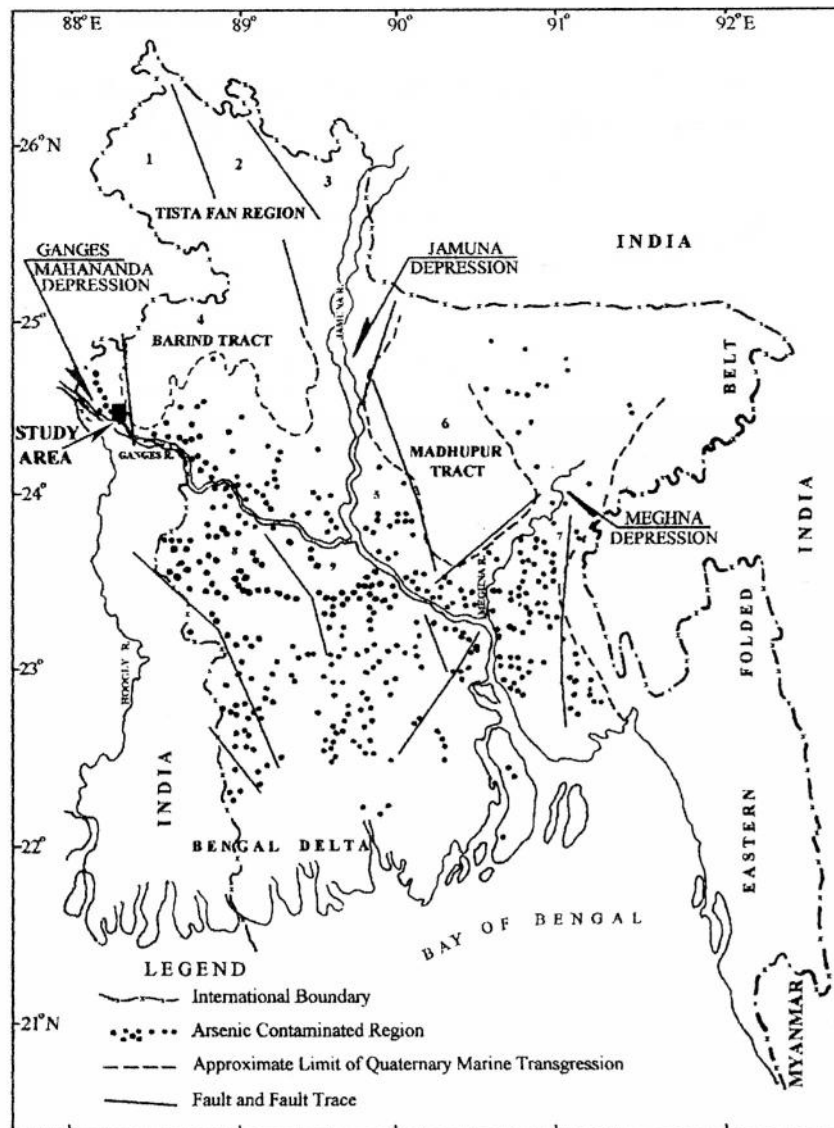 88°E
89°
90°
91°
92°E
26°N
25°
24°
23°
22°
21°N
1
2
3
TISTA FAN REGION
GANGES
MAHANANDA
DEPRESSION
JAMUNA
DEPRESSION
INDIA
JAMUNA R.
4
BARIND TRACT
BELT
6
MADHUPUR
TRACT
STUDY
AREA
GANGES R.
5
MEGHNA
DEPRESSION
INDIA
7
8
9
MEGHNA R.
FOLDED
HOOGLY R.
INDIA
EASTERN
BENGAL DELTA
BAY OF BENGAL
MYANMAR
LEGEND
International Boundary
Arsenic Contaminated Region
Approximate Limit of Quaternary Marine Transgression
Fault and Fault Trace